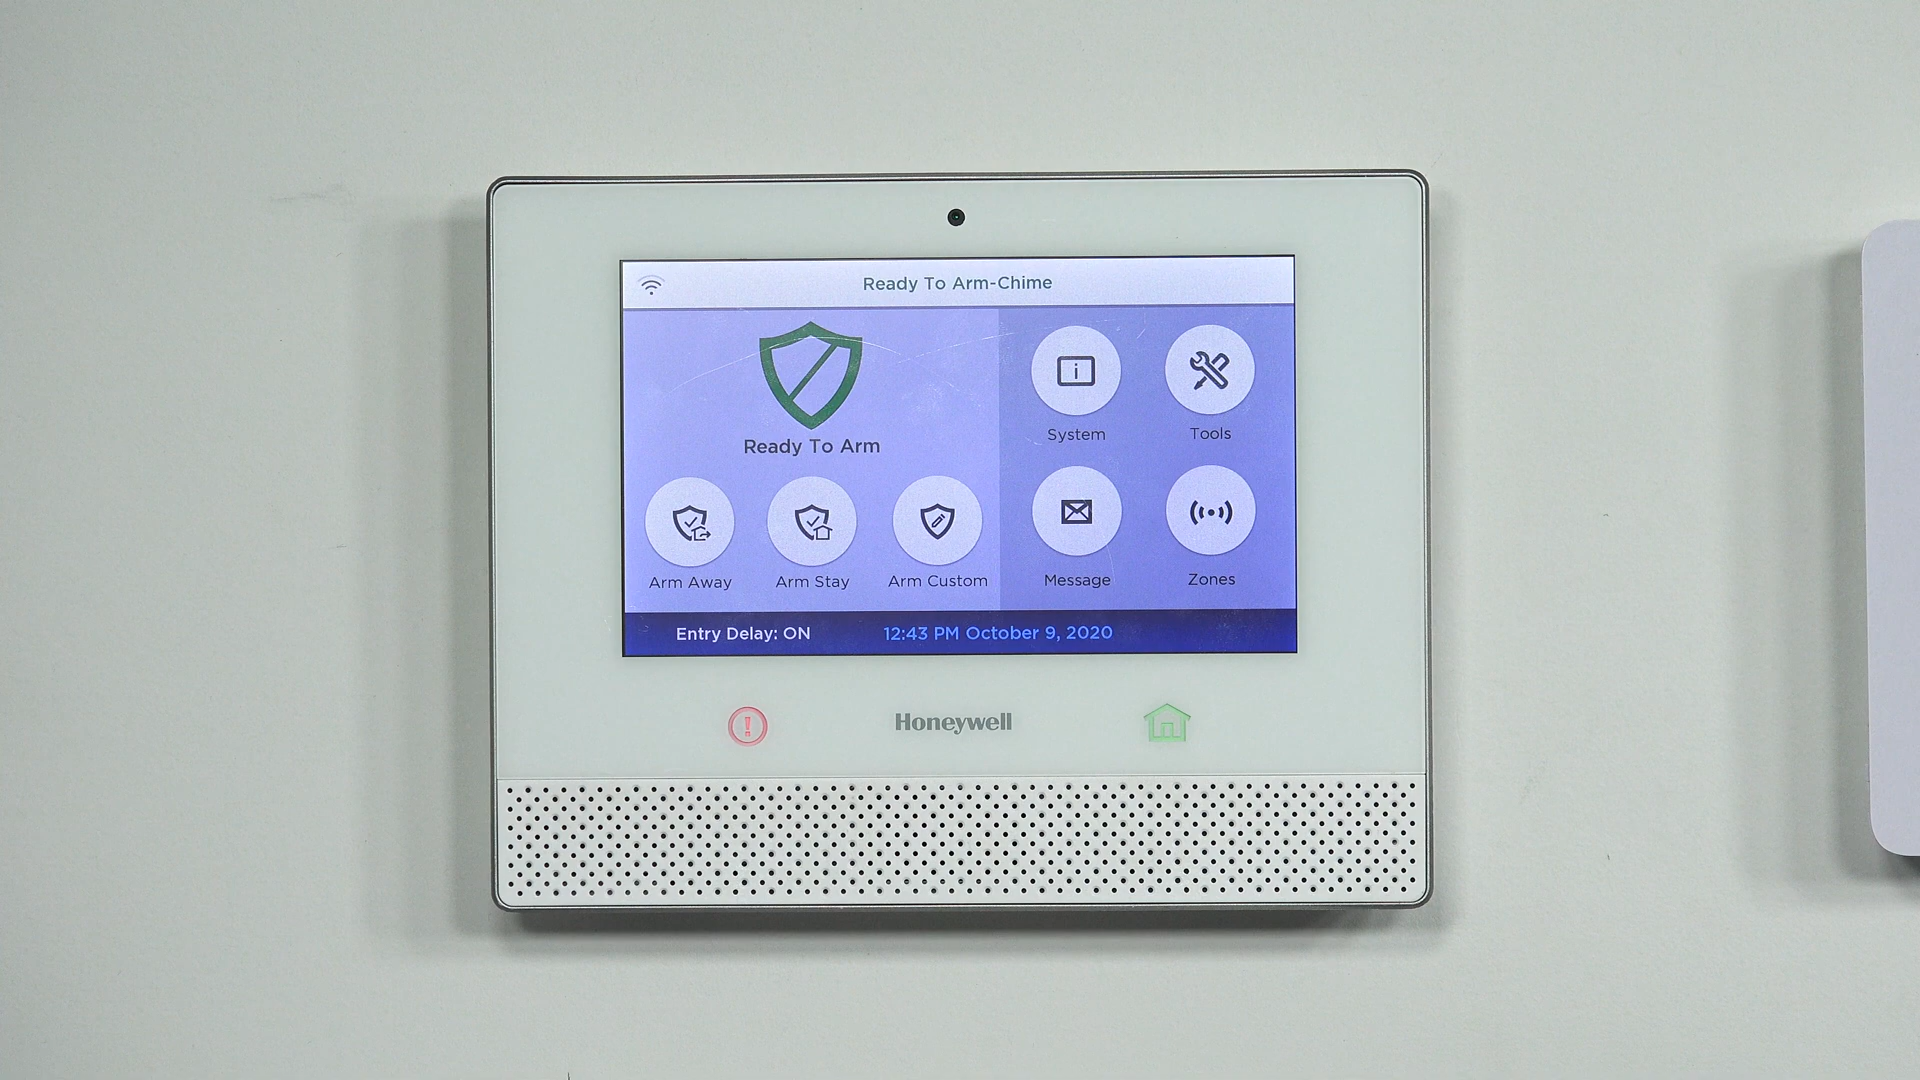 Ready To Arm-Chime
Ready To Arm
Arm Away
Arm Stay
Arm Custom
System
Tools
Message
Zones
Entry Delay: ON
12:43 PM October 9, 2020
Honeywell